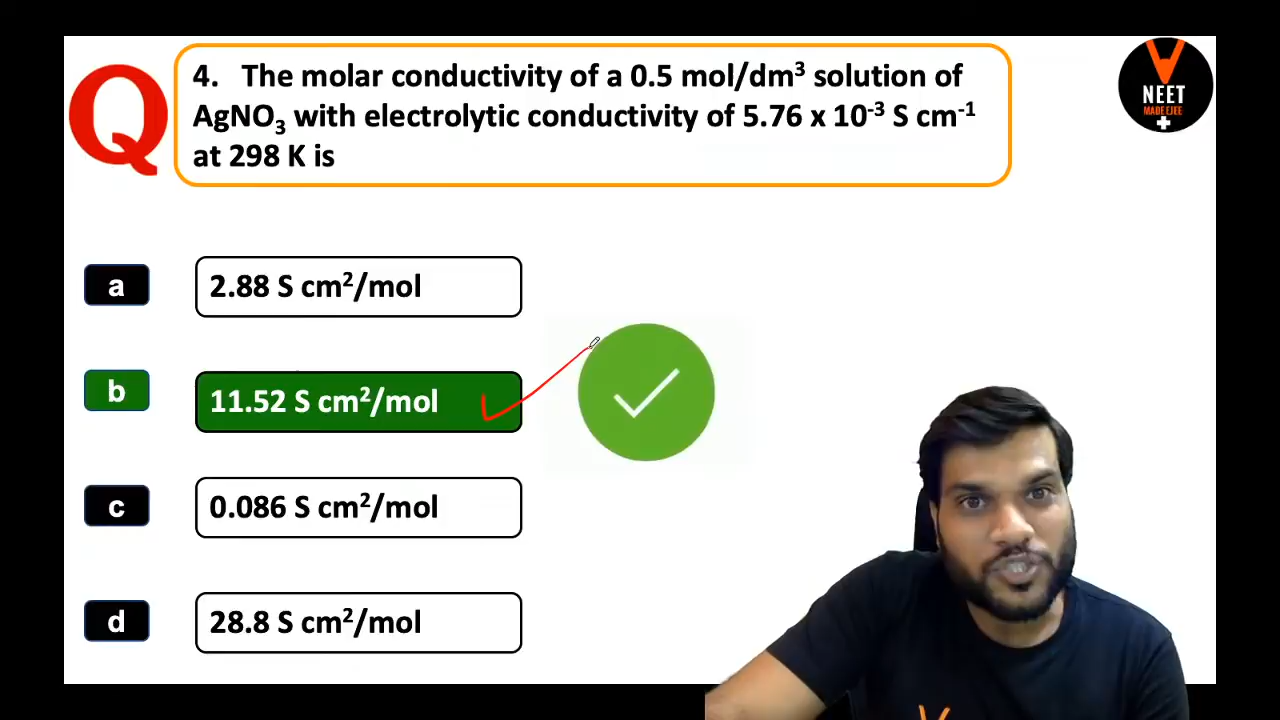 Q
4. The molar conductivity of a 0.5 mol/dm³ solution of
AgNO₃ with electrolytic conductivity of 5.76 x 10⁻³ S cm⁻¹
at 298 K is
NEET
MADE EJEE
a
2.88 S cm²/mol
b
11.52 S cm²/mol
c
0.086 S cm²/mol
d
28.8 S cm²/mol